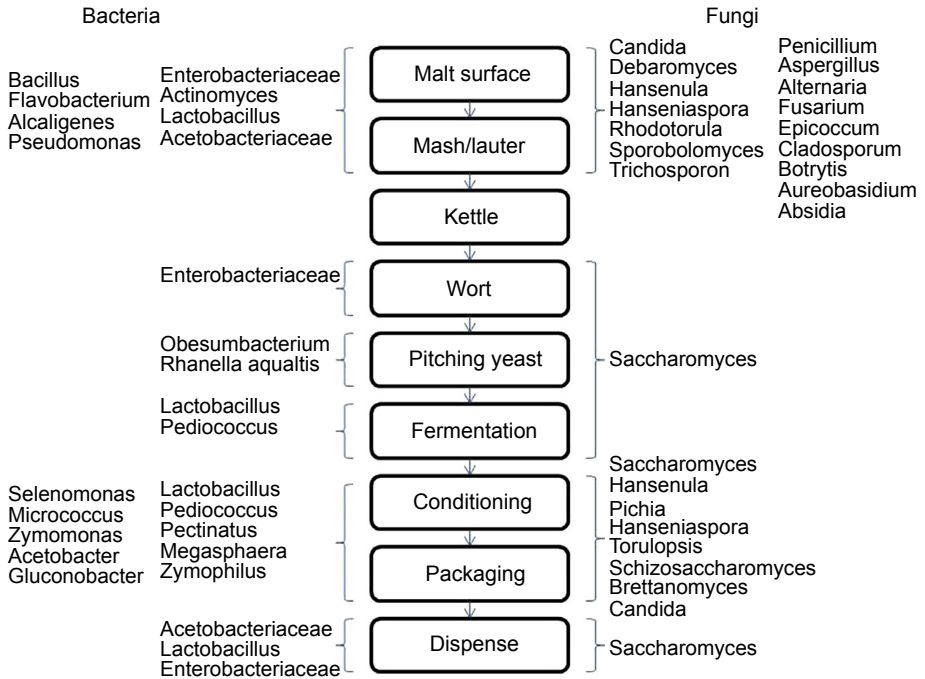 Bacteria
Fungi
Bacillus
Flavobacterium
Alcaligenes
Pseudomonas
Enterobacteriaceae
Actinomyces
Lactobacillus
Acetobacteriaceae
Malt surface
Mash/lauter
Candida
Debaromyces
Hansenula
Hanseniaspora
Rhodotorula
Sporobolomyces
Trichosporon
Penicillium
Aspergillus
Alternaria
Fusarium
Epicoccum
Cladosporum
Botrytis
Aureobasidium
Absidia
Kettle
Enterobacteriaceae
Wort
Obesumbacterium
Rhanella aqualtis
Pitching yeast
Saccharomyces
Lactobacillus
Pediococcus
Fermentation
Selenomonas
Micrococcus
Zymomonas
Acetobacter
Gluconobacter
Lactobacillus
Pediococcus
Pectinatus
Megasphaera
Zymophilus
Conditioning
Packaging
Saccharomyces
Hansenula
Pichia
Hanseniaspora
Torulopsis
Schizosaccharomyces
Brettanomyces
Candida
Acetobacteriaceae
Lactobacillus
Enterobacteriaceae
Dispense
Saccharomyces